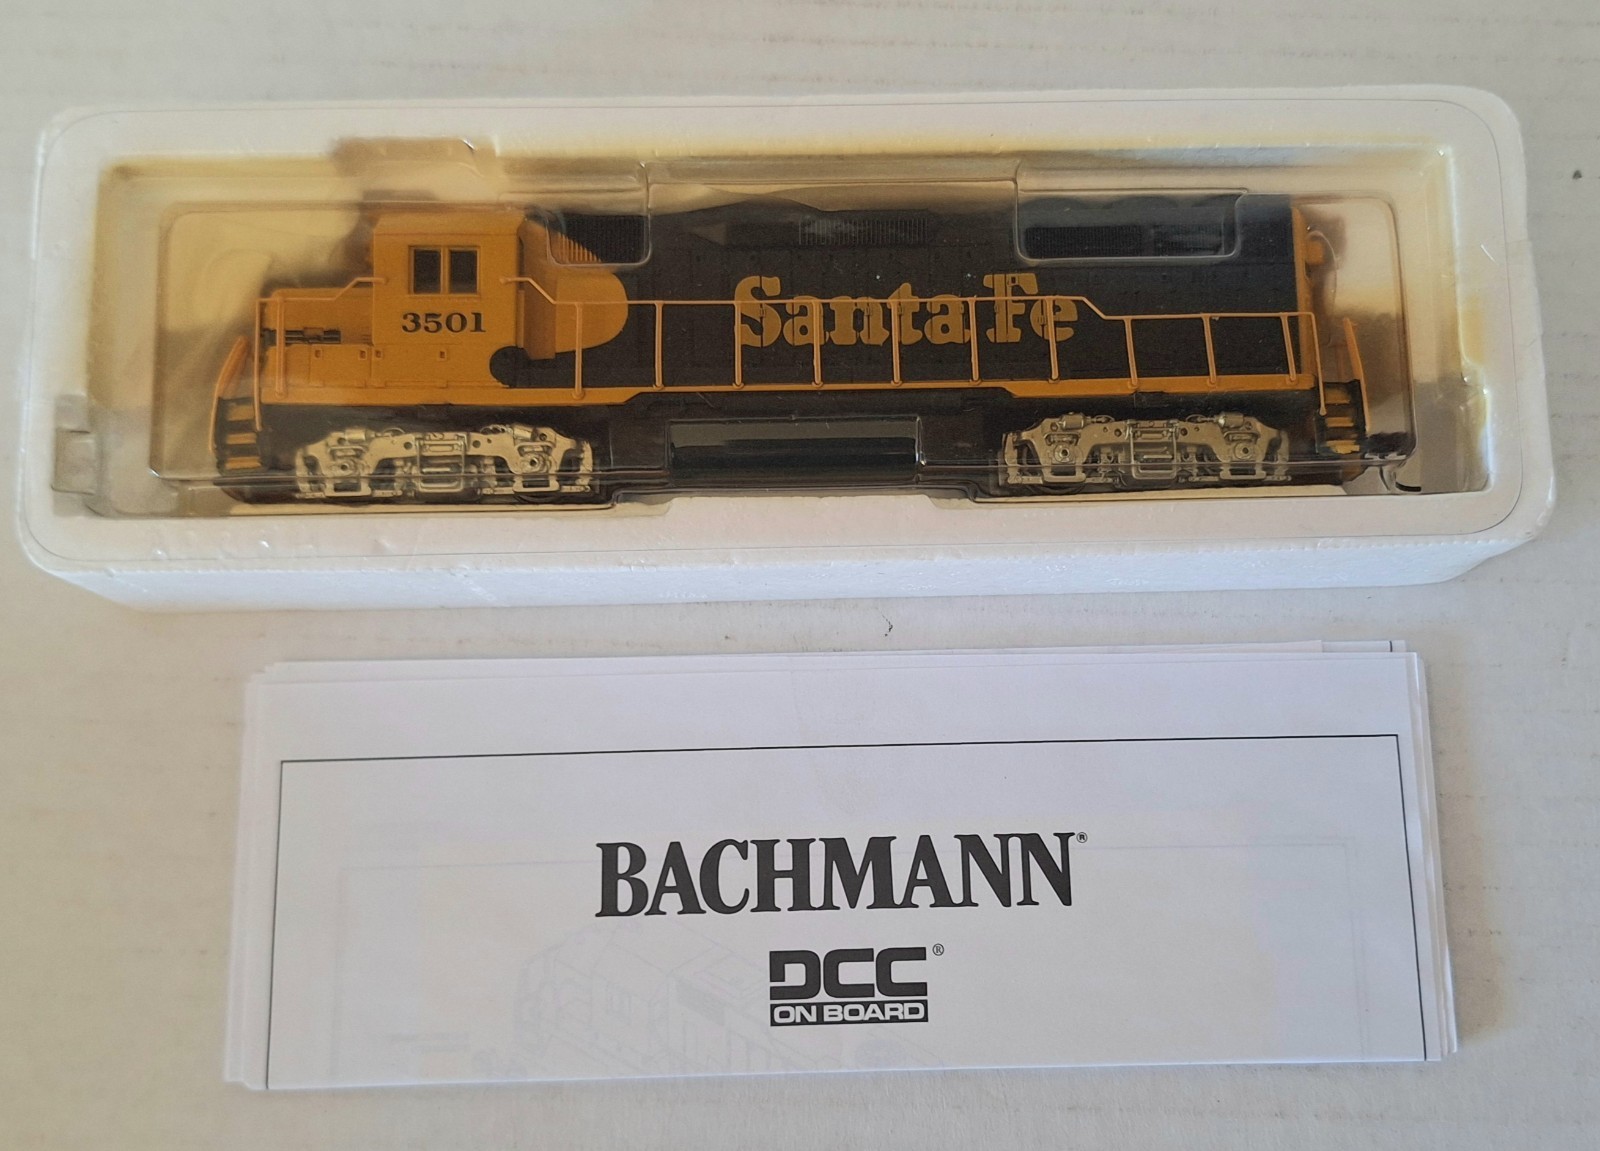 3501
Santa Fe
BACHMANN®
DCC®
ON BOARD